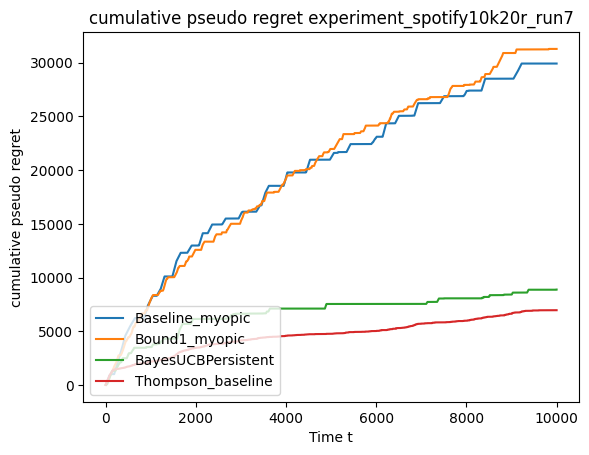 cumulative pseudo regret experiment_spotify10k20r_run7
cumulative pseudo regret
30000
25000
20000
15000
10000
5000
0
Baseline_myopic
Bound1_myopic
BayesUCBPersistent
Thompson_baseline
0 2000 4000 6000 8000 10000
Time t